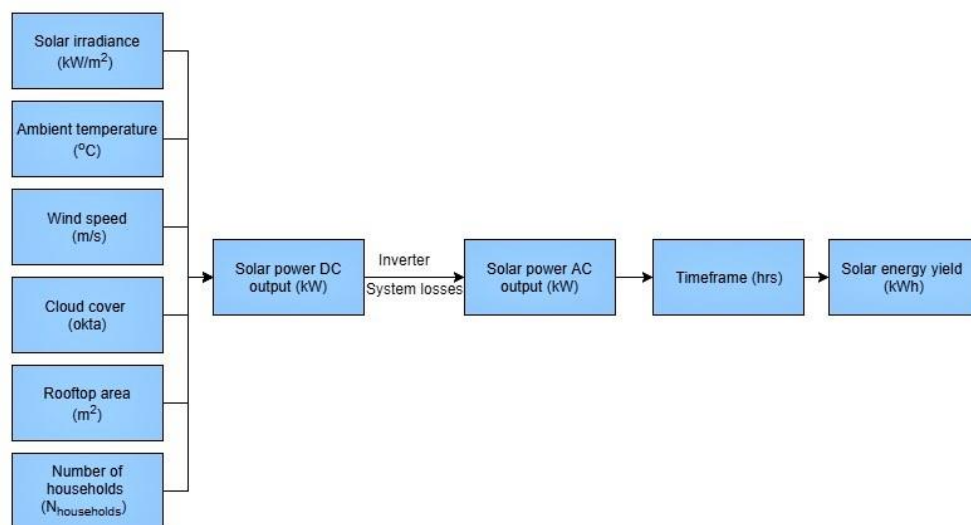 Solar irradiance
(kW/m²)
Ambient temperature
(°C)
Wind speed
(m/s)
Cloud cover
(okta)
Rooftop area
(m²)
Number of
households
(Nhouseholds)
Solar power DC
output (kW)
Inverter
System losses
Solar power AC
output (kW)
Timeframe (hrs)
Solar energy yield
(kWh)